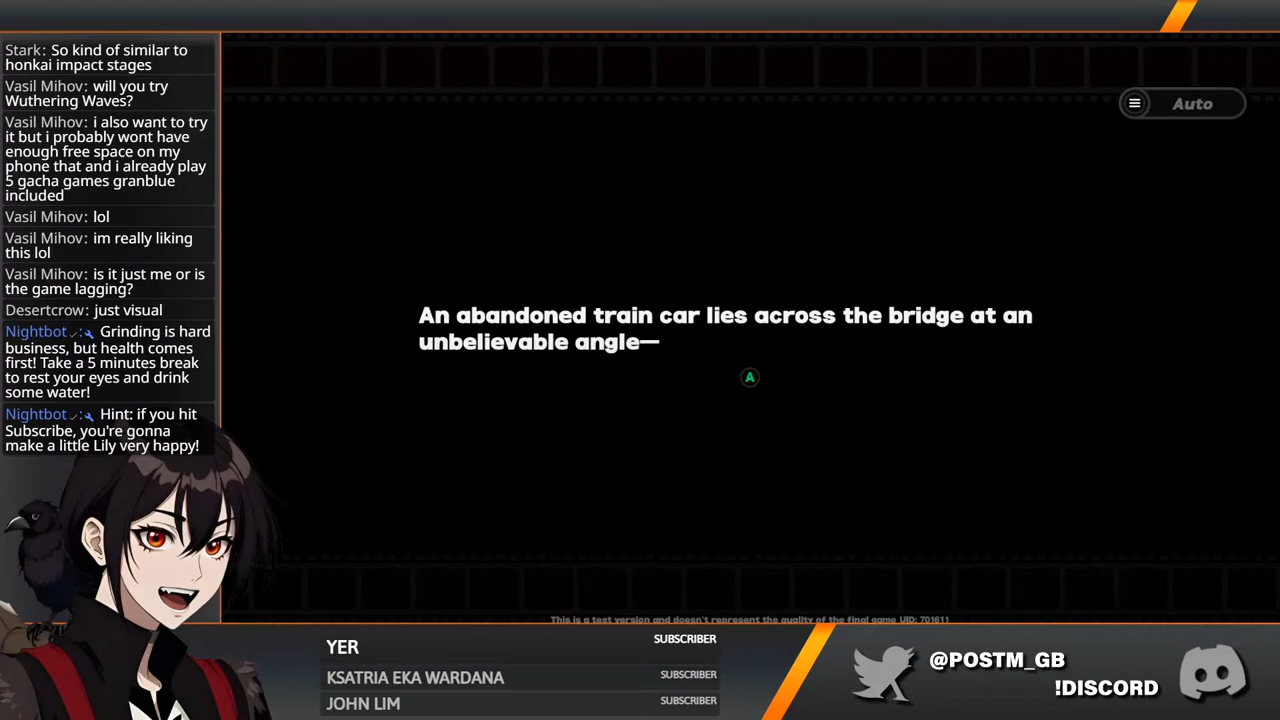 Stark: So kind of similar to
honkai impact stages
Vasil Mihov: will you try
Wuthering Waves?
Vasil Mihov: i also want to try
it but i probably wont have
enough free space on my
phone that and i already play
5 gacha games granblue
included
Vasil Mihov: lol
Vasil Mihov: im really liking
this lol
Vasil Mihov: is it just me or is
the game lagging?
Desertcrow: just visual
Nightbot: Grinding is hard
business, but health comes
first! Take a 5 minutes break
to rest your eyes and drink
some water!
Nightbot: Hint: if you hit
Subscribe, you're gonna
make a little Lily very happy!
Auto
An abandoned train car lies across the bridge at an
unbelievable angle—
A
This is a test version and doesn't represent the quality of the final game UID: 701611
YER SUBSCRIBER
KSATRIA EKA WARDANA SUBSCRIBER
JOHN LIM SUBSCRIBER
@POSTM_GB
!DISCORD